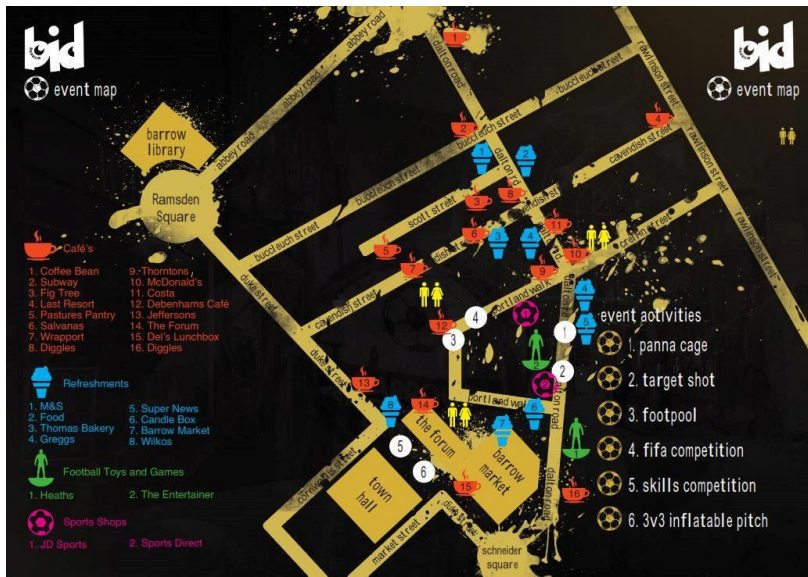 bid
event map
bid
event map
abbey road
abbey road
abbey road
dalton road
rawlinson street
rawlinson street
rawlinson street
buccleuch street
buccleuch street
buccleuch street
buccleuch street
barrow
library
Ramsden
Square
dalton rd
cavendish street
scott street
cavendish st
cavendish street
crellin street
portland walk
portland walk
duke street
duke street
duke street
dalton road
dalton road
cornwallis street
market street
the forum
barrow
market
town
hall
schneider
square
Café's
1. Coffee Bean
2. Subway
3. Fig Tree
4. Last Resort
5. Pastures Pantry
6. Salvanas
7. Wrapport
8. Diggles
9. Thorntons
10. McDonald's
11. Costa
12. Debenhams Café
13. Jeffersons
14. The Forum
15. Del's Lunchbox
16. Diggles
Refreshments
1. M&S
2. Food
3. Thomas Bakery
4. Greggs
5. Super News
6. Candle Box
7. Barrow Market
8. Wilkos
Football Toys and Games
1. Heaths
2. The Entertainer
Sports Shops
1. JD Sports
2. Sports Direct
event activities
1. panna cage
2. target shot
3. footpool
4. fifa competition
5. skills competition
6. 3v3 inflatable pitch